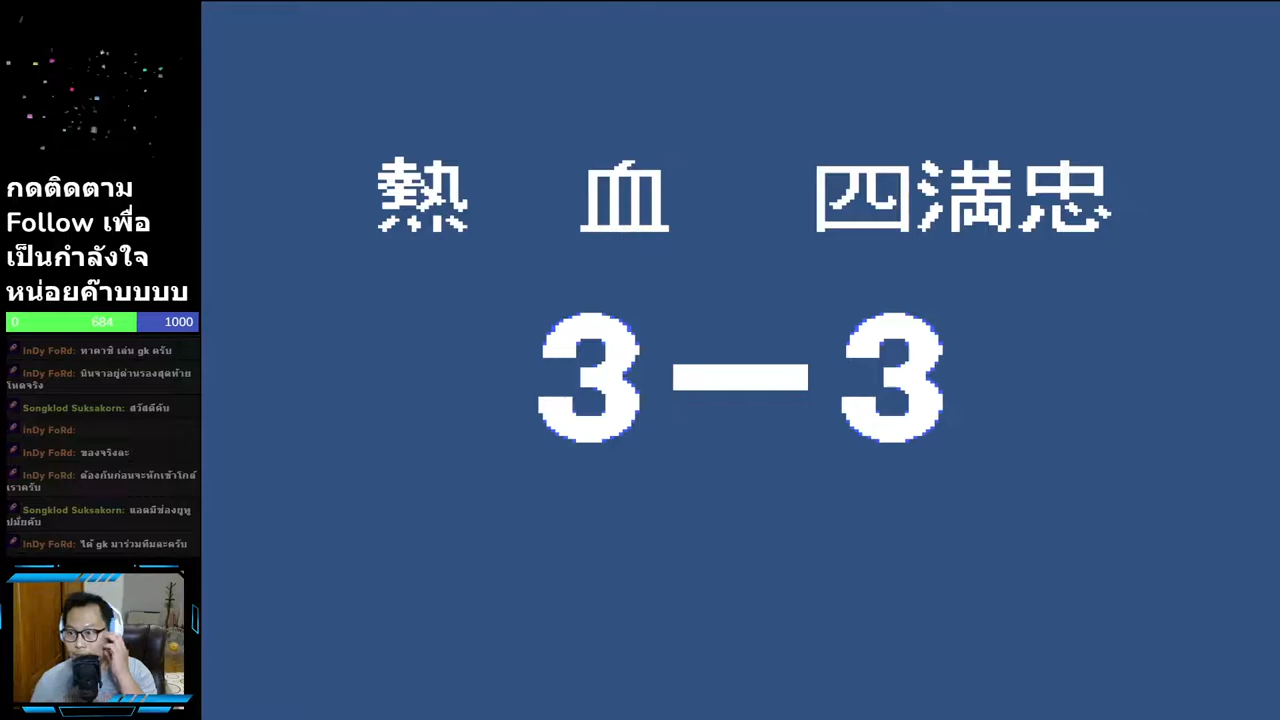 กดติดตาม
Follow เพื่อ
เป็นกำลังใจ
หน่อยค๊าบบบบ
0 684 1000
InDy FoRd: ทาคาชิ เล่น gk ครับ
InDy FoRd: นินจาอยู่ด่านรองสุดท้าย
โหดจริง
Songklod Suksakorn: สวัสดีคับ
InDy FoRd:
InDy FoRd: ของจริงตะ
InDy FoRd: ต้องกันก่อนจะหักเข้าโกล์
เราครับ
Songklod Suksakorn: แอดมีช่องยูทู
ปมั้ยคับ
InDy FoRd: ได้ gk มาร่วมทีมตะครับ
熱 血 四満忠
3－3